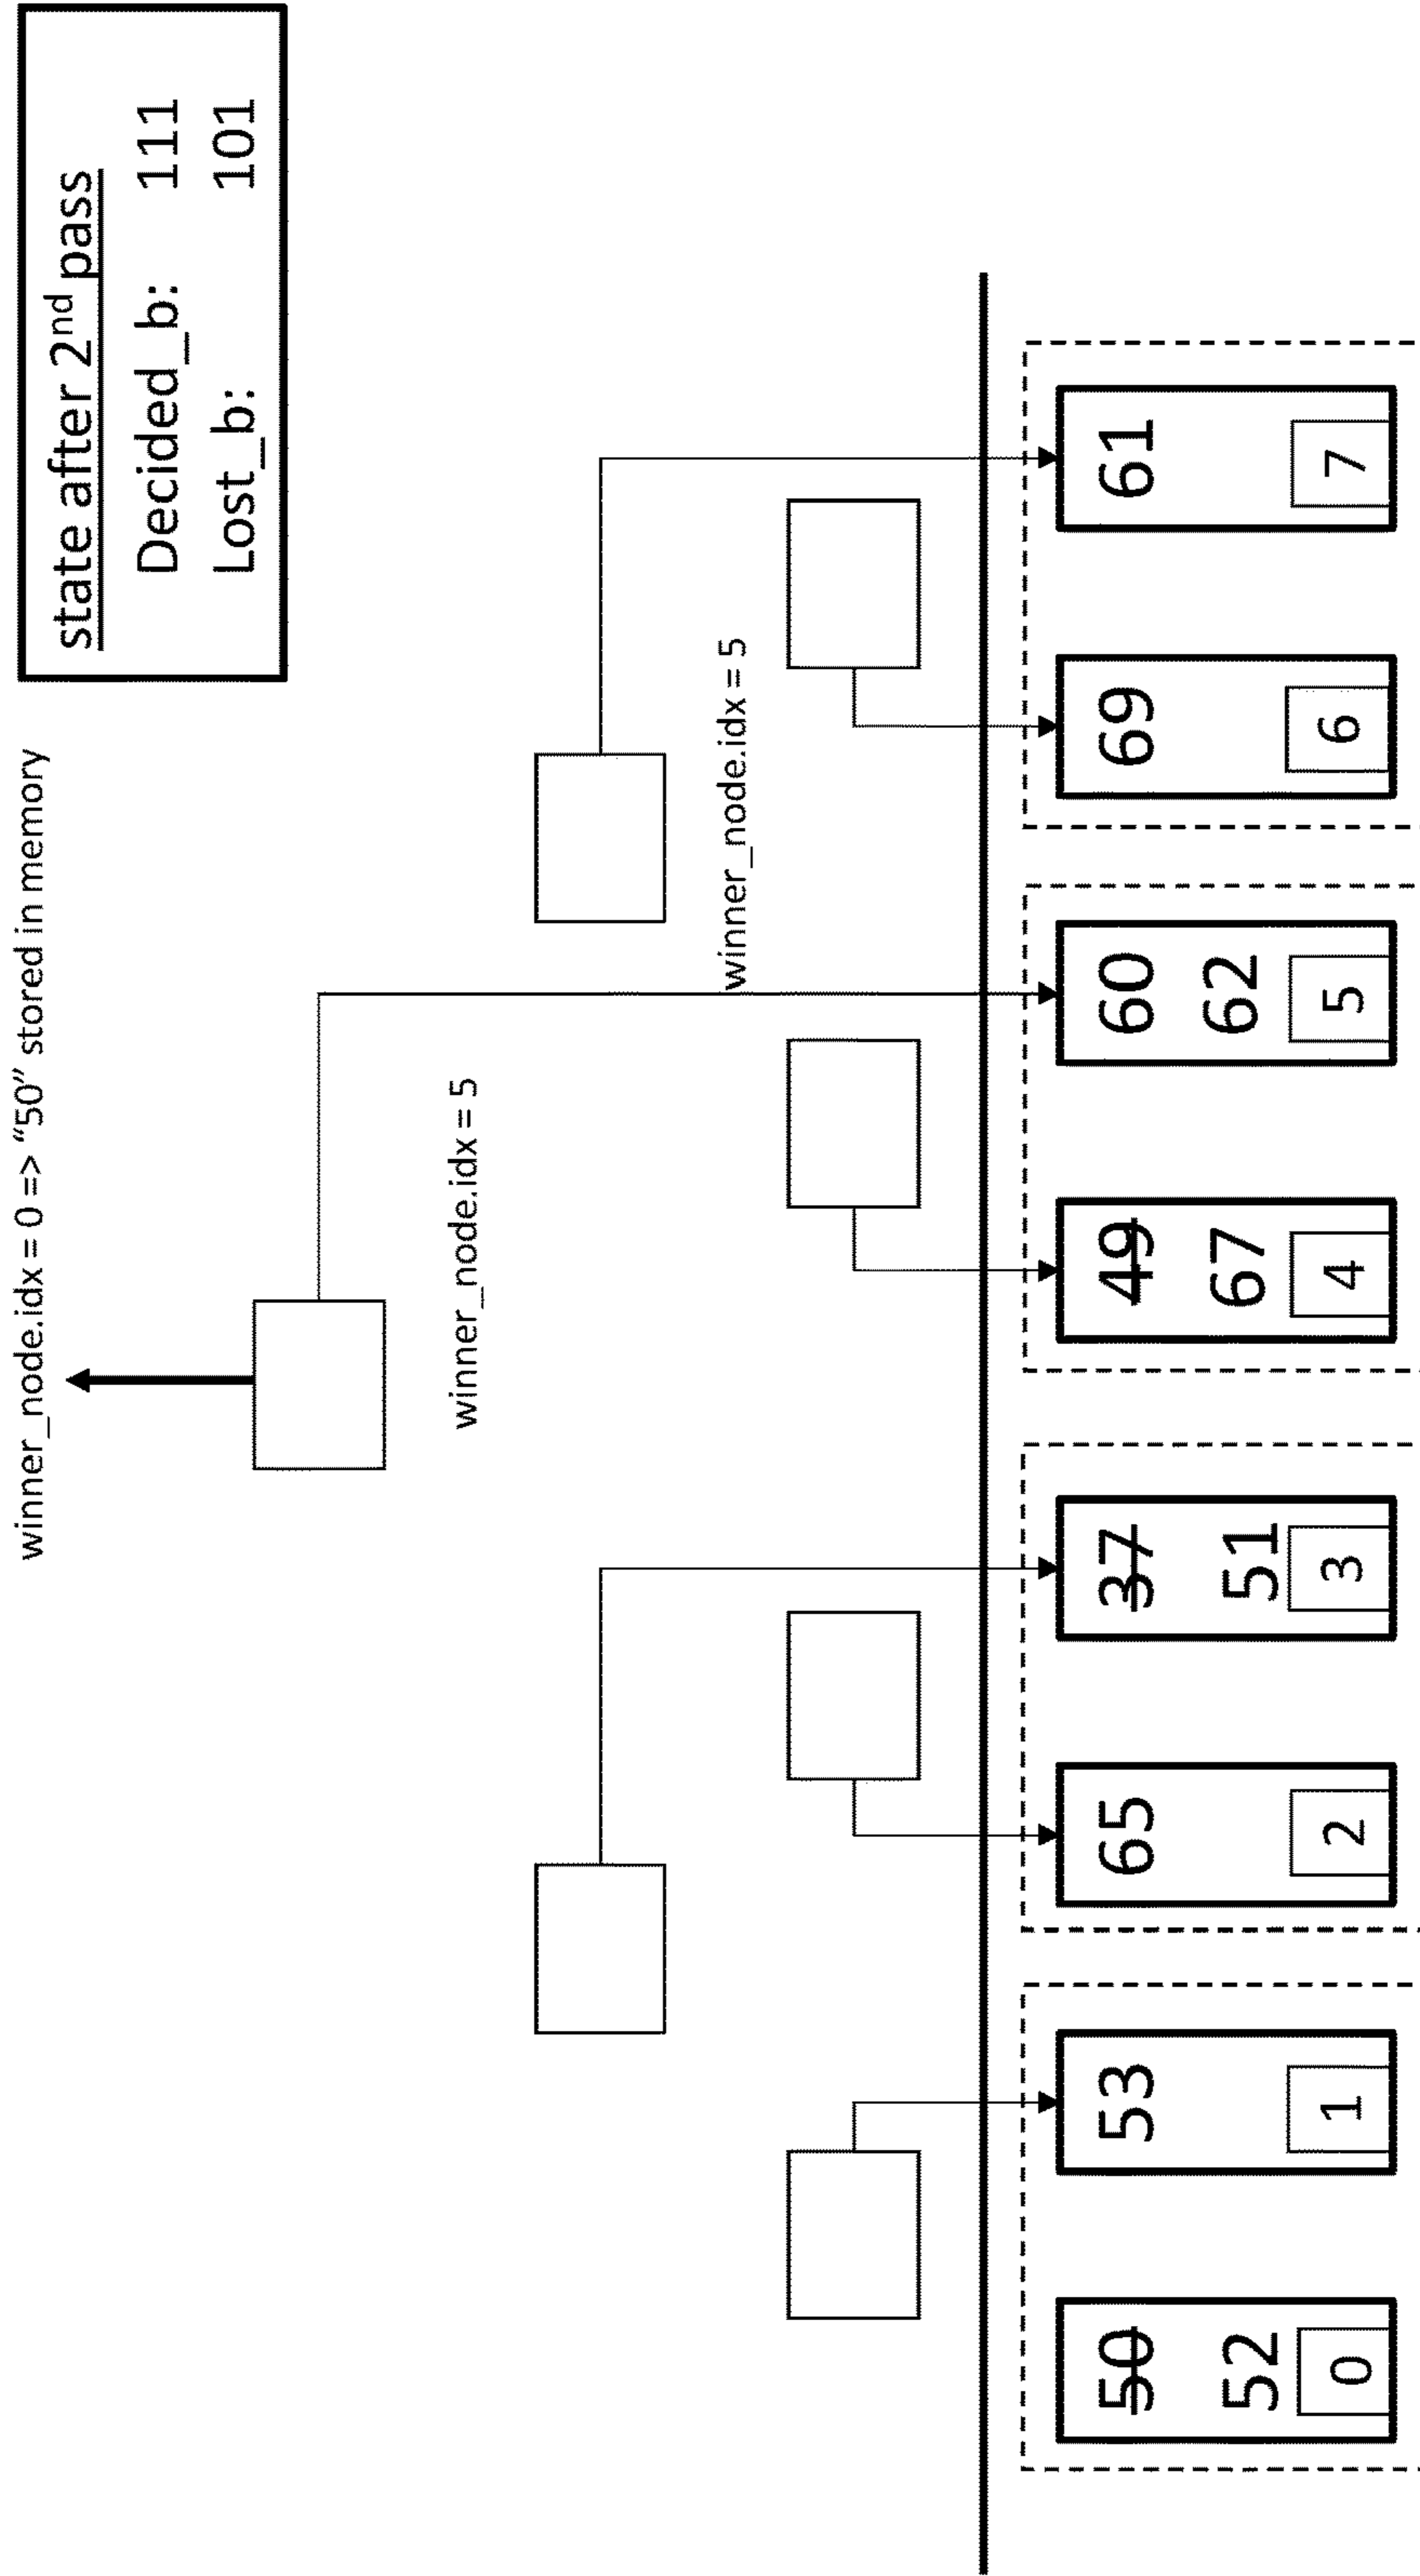 state after 2nd pass
Decided_b: 111
Lost_b: 101
winner_node.idx = 0 => “50” stored in memory
winner_node.idx = 5
winner_node.idx = 5
50 53 65 37 49 60 69 61
52 51 67 62
0 1 2 3 4 5 6 7